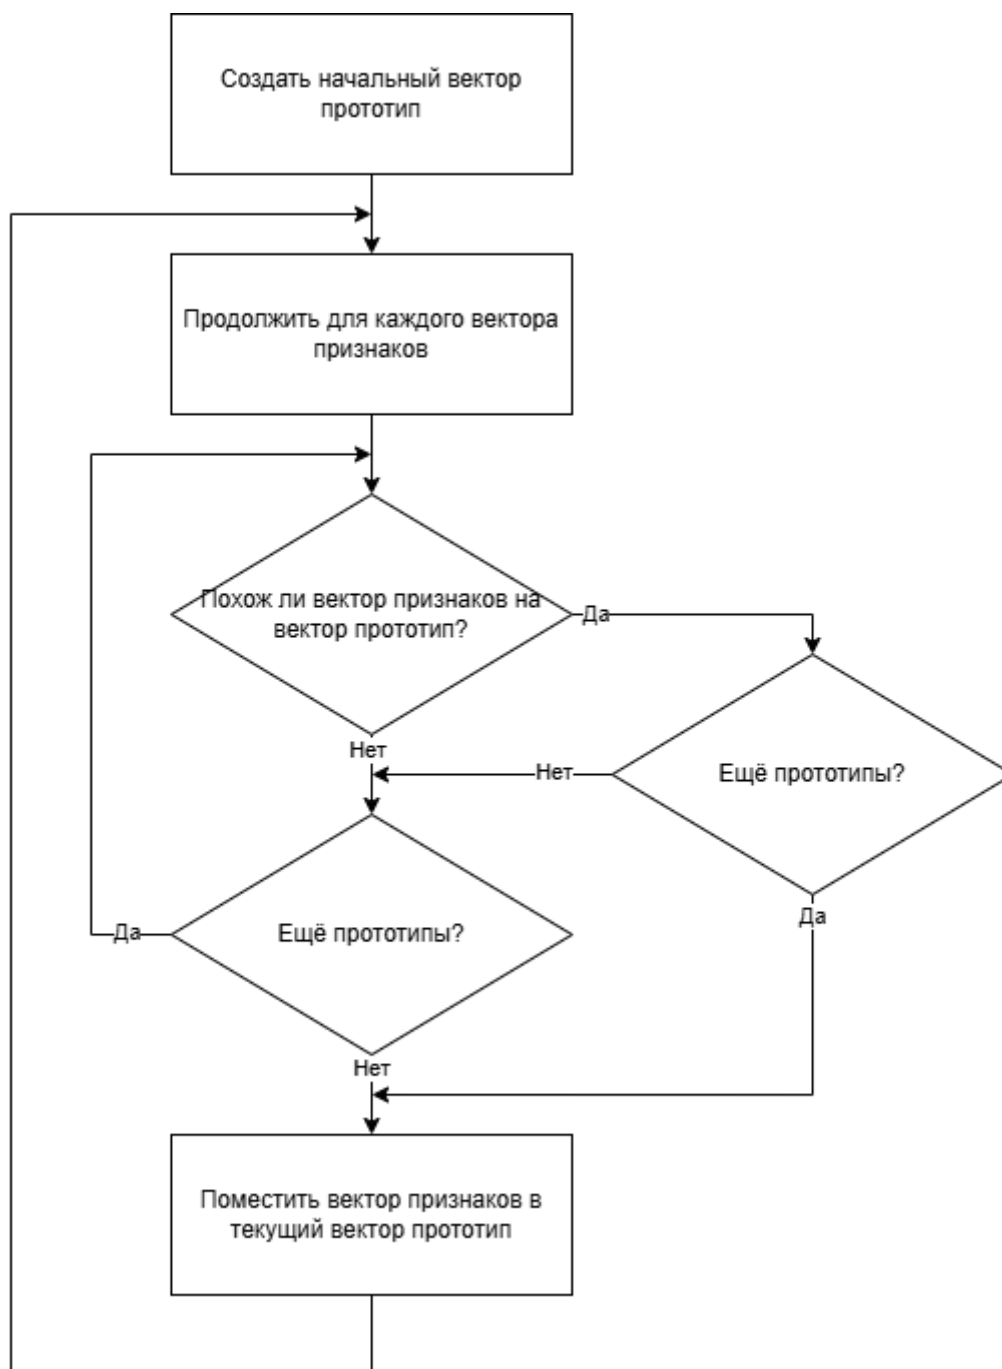 Создать начальный вектор
прототип
Продолжить для каждого вектора
признаков
Похож ли вектор признаков на
вектор прототип?
Да
Нет
Ещё прототипы?
Нет
Да
Ещё прототипы?
Да
Нет
Поместить вектор признаков в
текущий вектор прототип